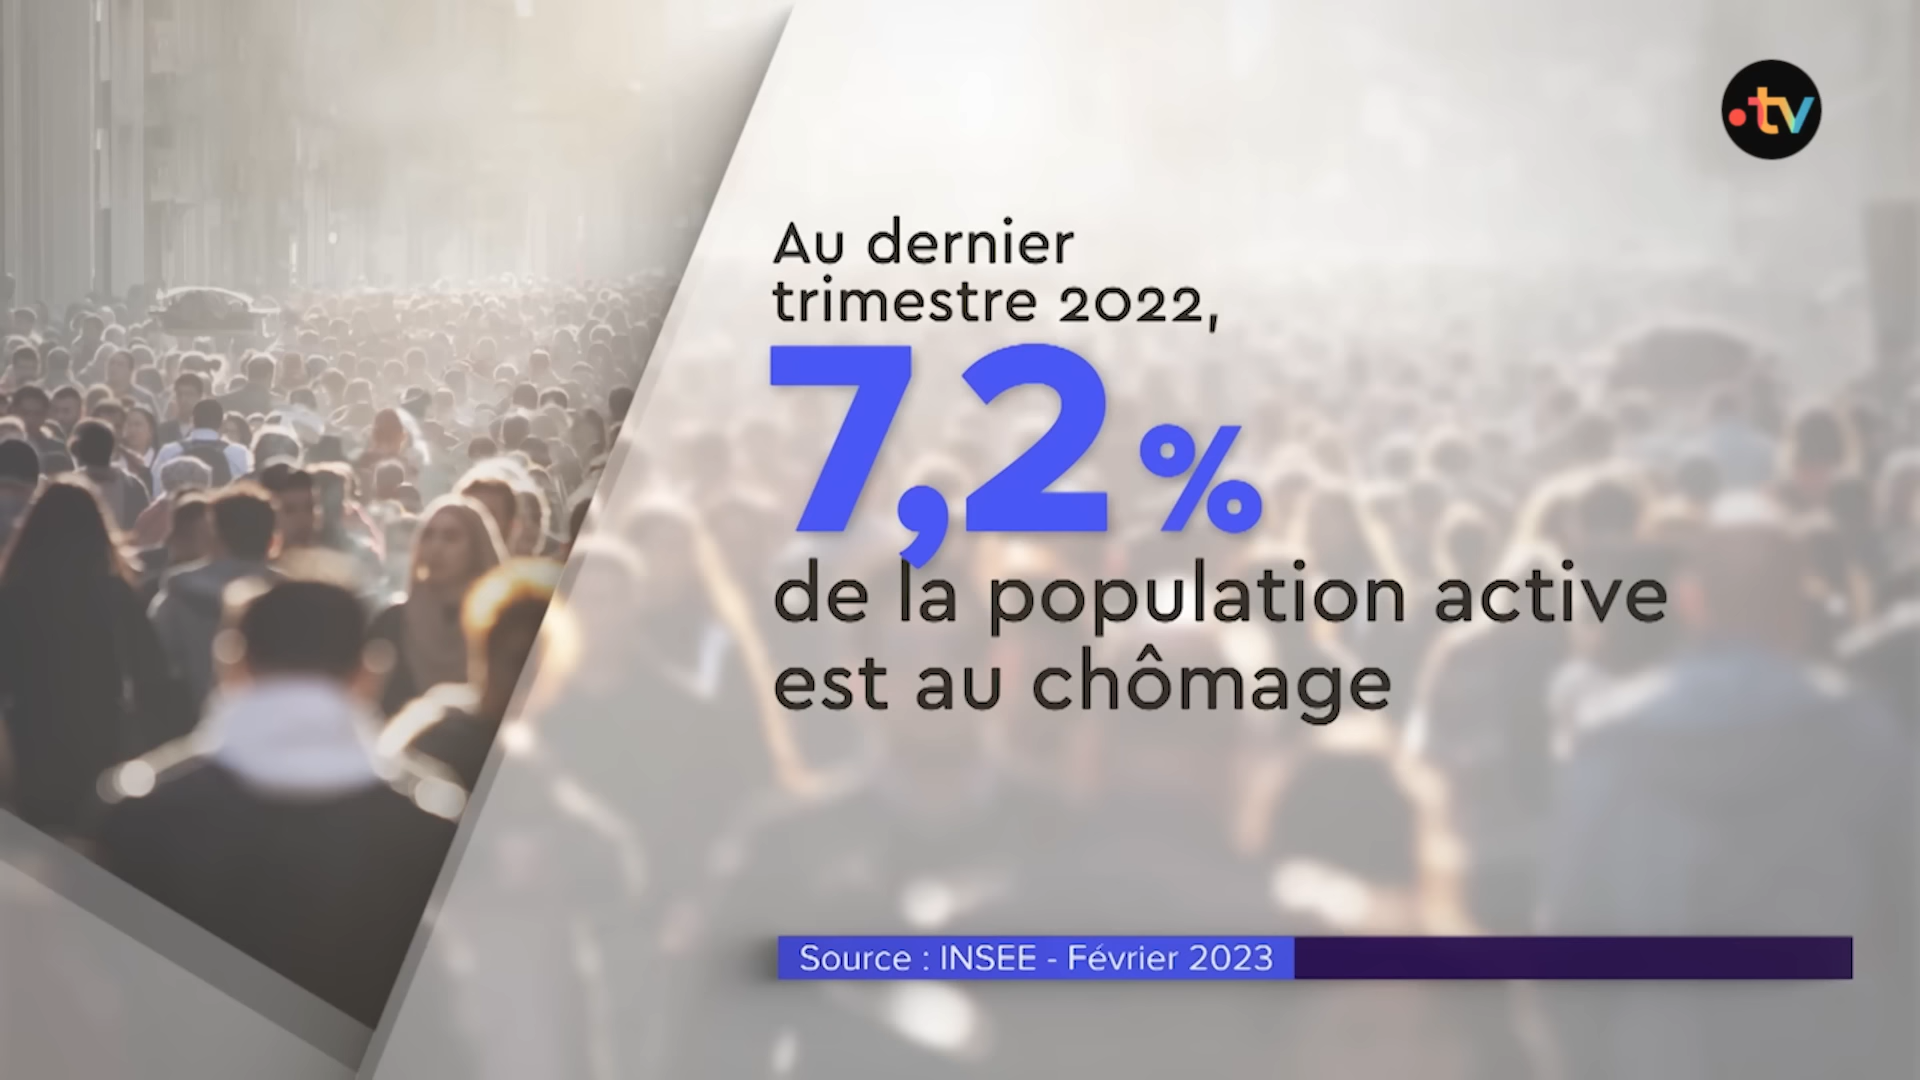 .tv
Au dernier
trimestre 2022,
7,2 %
de la population active
est au chômage
Source : INSEE - Février 2023